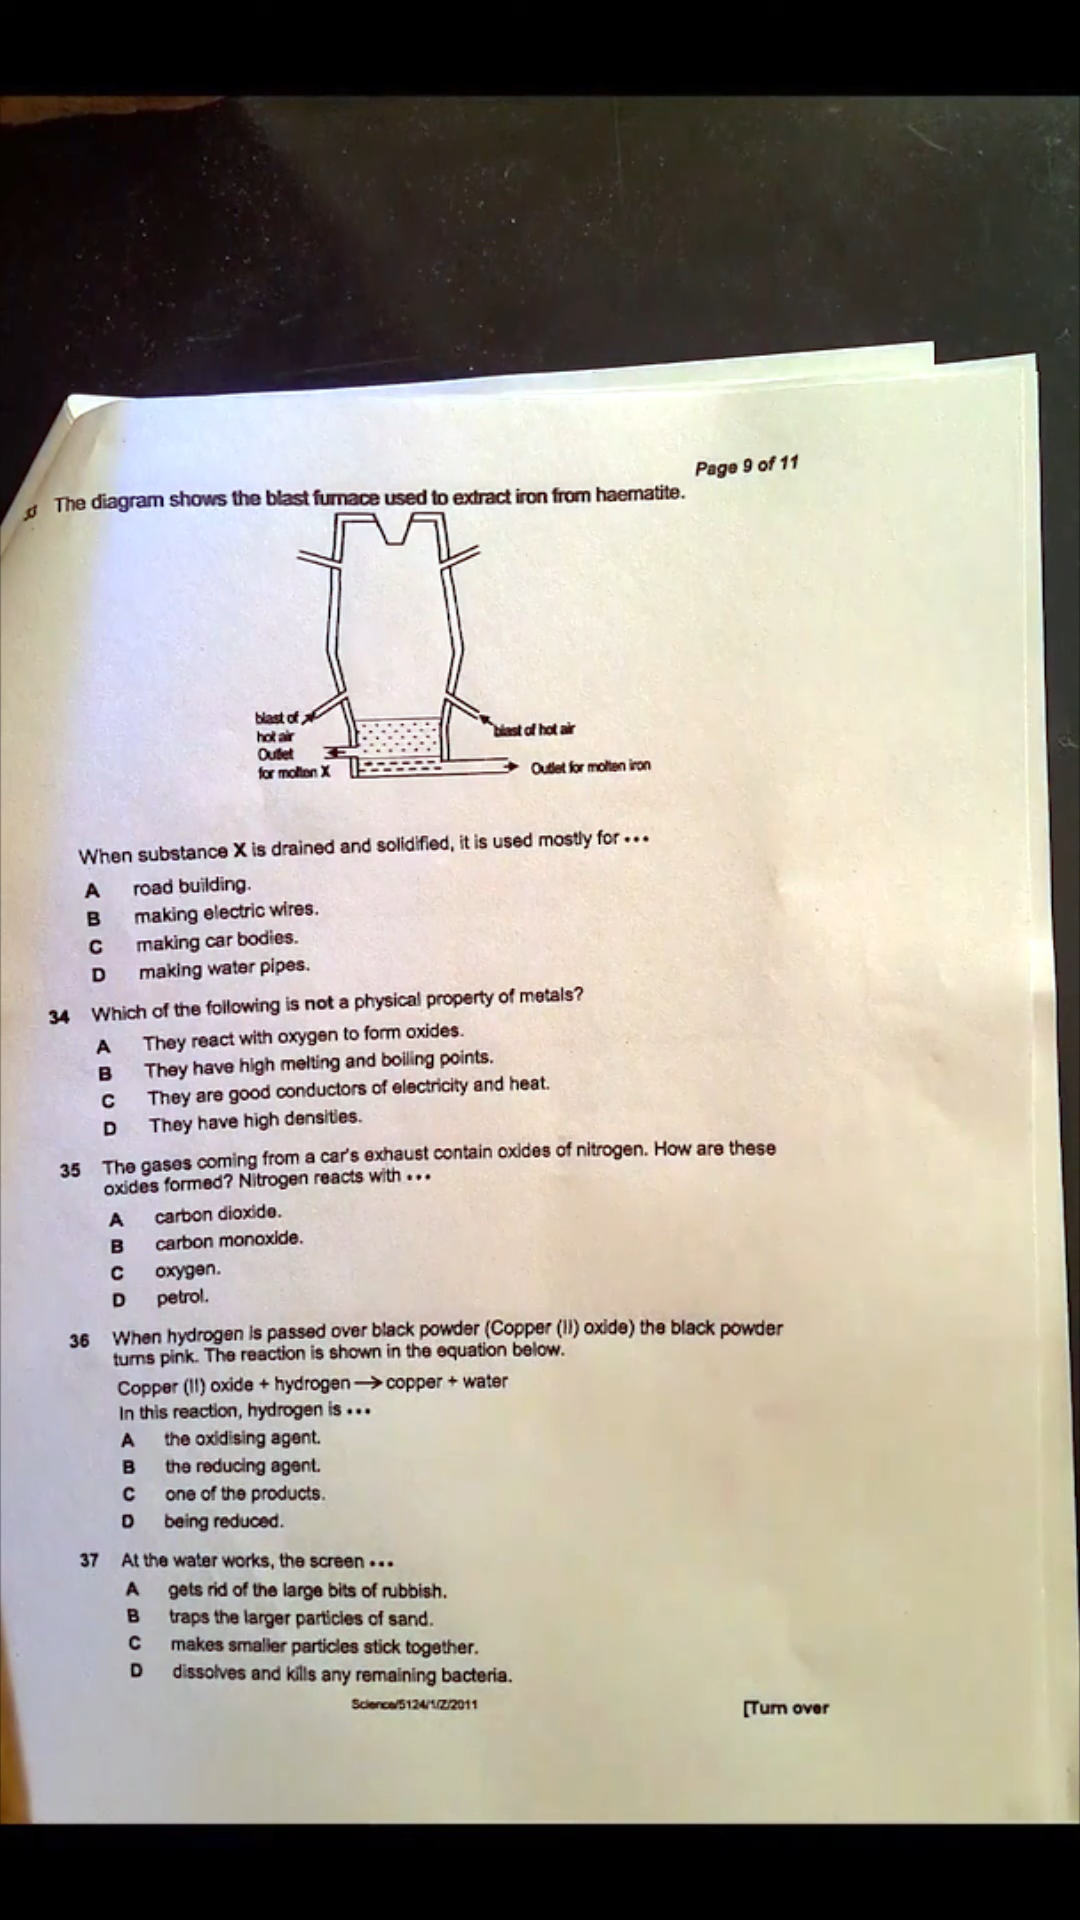 Page 9 of 11
The diagram shows the blast furnace used to extract iron from haematite.
blast of
hot air
Outlet
for molten X
blast of hot air
Outlet for molten iron
When substance X is drained and solidified, it is used mostly for •••
A road building.
B making electric wires.
C making car bodies.
D making water pipes.
34 Which of the following is not a physical property of metals?
A They react with oxygen to form oxides.
B They have high melting and boiling points.
C They are good conductors of electricity and heat.
D They have high densities.
35 The gases coming from a car's exhaust contain oxides of nitrogen. How are these
oxides formed? Nitrogen reacts with •••
A carbon dioxide.
B carbon monoxide.
C oxygen.
D petrol.
36 When hydrogen is passed over black powder (Copper (II) oxide) the black powder
turns pink. The reaction is shown in the equation below.
Copper (II) oxide + hydrogen → copper + water
In this reaction, hydrogen is •••
A the oxidising agent.
B the reducing agent.
C one of the products.
D being reduced.
37 At the water works, the screen •••
A gets rid of the large bits of rubbish.
B traps the larger particles of sand.
C makes smaller particles stick together.
D dissolves and kills any remaining bacteria.
Science/5124/1/Z/2011
[Turn over